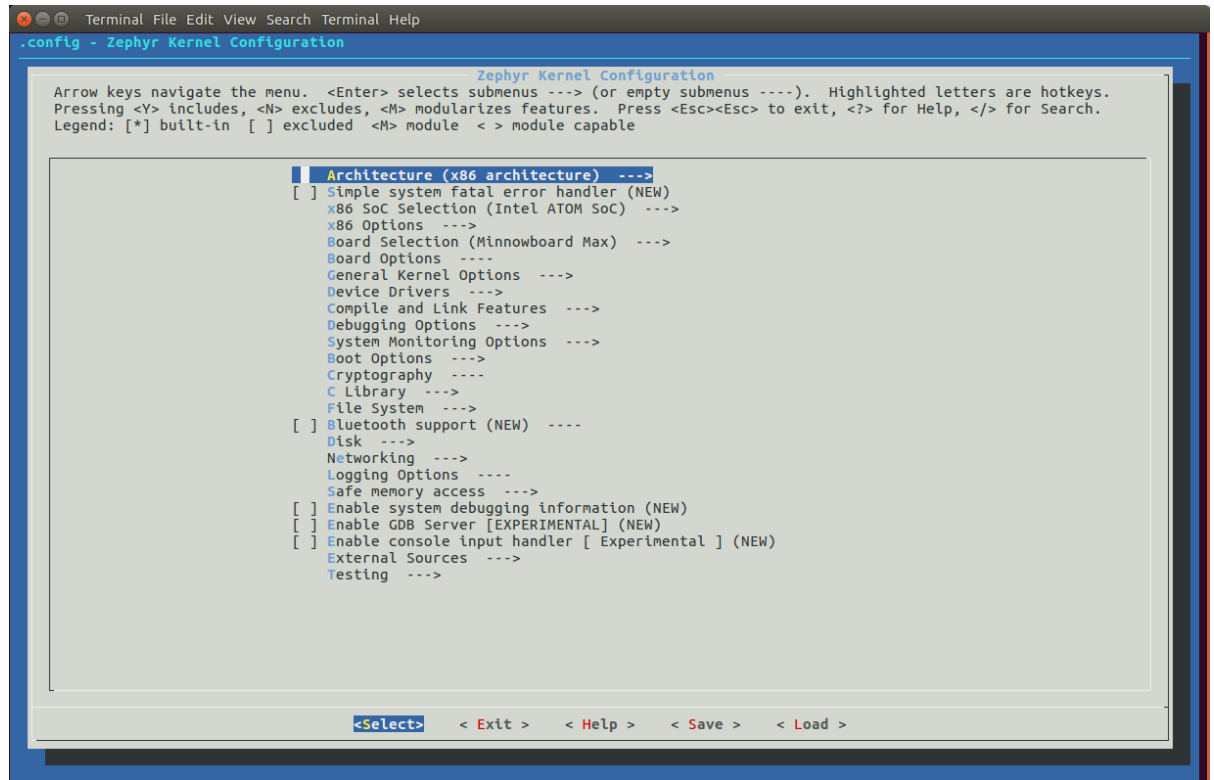 Terminal File Edit View Search Terminal Help
.config - Zephyr Kernel Configuration
Zephyr Kernel Configuration
Arrow keys navigate the menu.  <Enter> selects submenus ---> (or empty submenus ----).  Highlighted letters are hotkeys.
Pressing <Y> includes, <N> excludes, <M> modularizes features.  Press <Esc><Esc> to exit, <?> for Help, </> for Search.
Legend: [*] built-in  [ ] excluded  <M> module  < > module capable
Architecture (x86 architecture)  --->
[ ] Simple system fatal error handler (NEW)
x86 SoC Selection (Intel ATOM SoC)  --->
x86 Options  --->
Board Selection (Minnowboard Max)  --->
Board Options  ----
General Kernel Options  --->
Device Drivers  --->
Compile and Link Features  --->
Debugging Options  --->
System Monitoring Options  --->
Boot Options  --->
Cryptography  ----
C Library  --->
File System  --->
[ ] Bluetooth support (NEW)  ----
Disk  --->
Networking  --->
Logging Options  ----
Safe memory access  --->
[ ] Enable system debugging information (NEW)
[ ] Enable GDB Server [EXPERIMENTAL] (NEW)
[ ] Enable console input handler [ Experimental ] (NEW)
External Sources  --->
Testing  --->
<Select>    < Exit >    < Help >    < Save >    < Load >